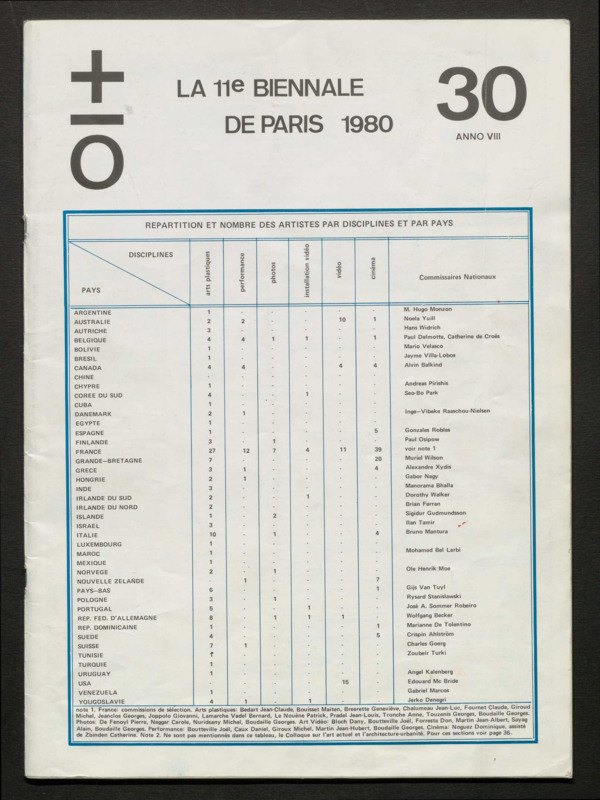 +
O
LA 11e BIENNALE
DE PARIS 1980
30
ANNO VIII
REPARTITION ET NOMBRE DES ARTISTES PAR DISCIPLINES ET PAR PAYS
DISCIPLINES PAYS arts plastiques performance photos installation vidéo vidéo cinéma Commissaires Nationaux
ARGENTINE 1 . . . . . M. Hugo Monzon
AUSTRALIE 2 2 . . 10 1 Noela Yuill
AUTRICHE 3 . . . . . Hans Widrich
BELGIQUE 4 4 1 1 . 1 Paul Delmotte, Catherine de Croës
BOLIVIE 1 . . . . . Mario Velasco
BRESIL 1 . . . . . Jayme Villa-Lobos
CANADA 4 4 . . 4 4 Alvin Balkind
CHINE . . . . . .
CHYPRE 1 . . . . . Andreas Pirishis
COREE DU SUD 4 . . 1 . . Seo-Bo Park
CUBA 1 . . . . .
DANEMARK 2 1 . . . . Inge-Vibeke Raaschou-Nielsen
EGYPTE 1 . . . . .
ESPAGNE 1 . . . . 5 Gonzales Robles
FINLANDE 3 . 1 . . . Paul Osipow
FRANCE 27 12 7 4 11 39 voir note 1
GRANDE-BRETAGNE 7 . . . . 20 Muriel Wilson
GRECE 3 1 . . . 4 Alexandre Xydis
HONGRIE 2 1 . . . . Gabor Nagy
INDE 3 . . . . . Manorama Bhalla
IRLANDE DU SUD 2 . . 1 . . Dorothy Walker
IRLANDE DU NORD 2 . . . . . Brian Ferran
ISLANDE 1 . 2 . . . Sigidur Gudmundsson
ISRAEL 3 . . . . . Ilan Tamir
ITALIE 10 . 1 . . 4 Bruno Mantura
LUXEMBOURG 1 . . . . .
MAROC 1 . . . . . Mohamed Bel Larbi
MEXIQUE 1 . . . . .
NORVEGE 2 . 1 . . . Ole Henrik Moe
NOUVELLE ZELANDE . 1 . . . 7
PAYS-BAS 6 . . . . 1 Gijs Van Tuyl
POLOGNE 3 . 1 . . . Rysard Stanislawski
PORTUGAL 5 . . 1 . . José A. Sommer Robeiro
REP. FED. D'ALLEMAGNE 8 . 1 1 1 . Wolfgang Becker
REP. DOMINICAINE 1 . . . . 1 Marianne De Tolentino
SUEDE 4 . . . . 5 Crispin Ahlström
SUISSE 7 1 . . . . Charles Goerg
TUNISIE 1 . . . . . Zoubeir Turki
TURQUIE 1 . . . . .
URUGUAY 1 . . . . . Angel Kalenberg
USA . . . . 15 . Edouard Mc Bride
VENEZUELA 1 . . . . . Gabriel Marcos
YOUGOSLAVIE 4 1 . 1 . . Jerko Denegri
note 1. France: commissions de sélection. Arts plastiques: Bedart Jean-Claude, Bouisset Maïten, Breerette Geneviève, Chalumeau Jean-Luc, Fournet Claude, Giroud
Michel, Jeanclos Georges, Joppolo Giovanni, Lamarche Vadel Bernard, Le Nouëne Patrick, Pradel Jean-Louis, Tronche Anne, Touzenis Georges, Boudaille Georges.
Photos: De Fenoyl Pierre, Naggar Carole, Nuridsany Michel, Boudaille Georges. Art Vidéo: Bloch Dany, Boutteville Joël, Forresta Don, Martin Jean-Albert, Sayag
Alain, Boudaille Georges. Performance: Boutteville Joël, Caux Daniel, Giroux Michel, Martin Jean-Hubert, Boudaille Georges. Cinéma: Noguez Dominique, assisté
de Zbinden Catherine. Note 2. Ne sont pas mentionnés dans ce tableau, le Colloque sur l'art actuel et l'architecture-urbanité. Pour ces sections voir page 36.